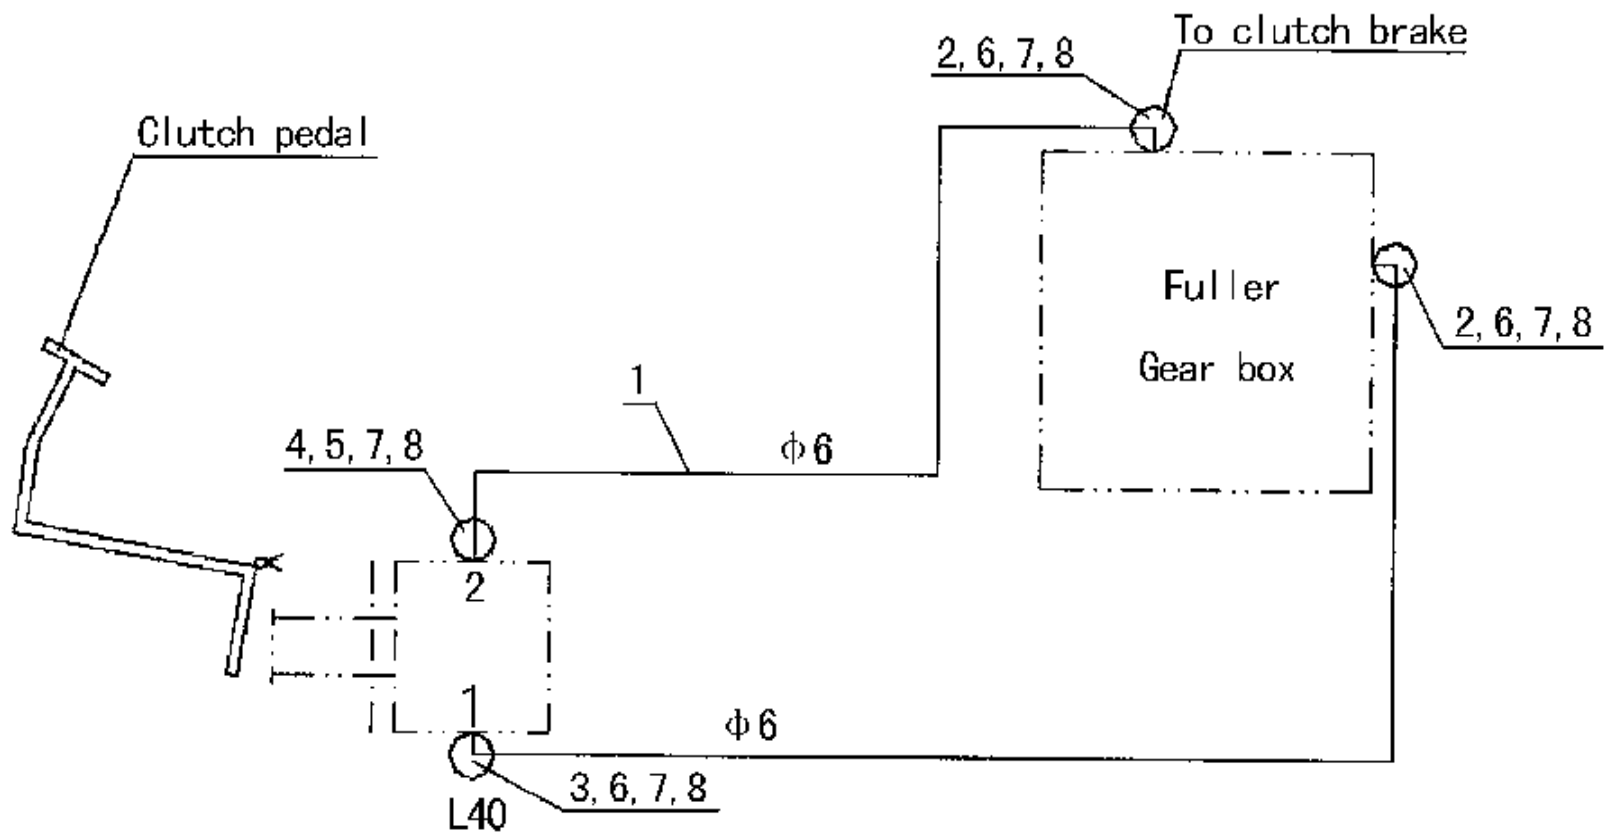 To clutch brake
2, 6, 7, 8
Clutch pedal
Fuller
Gear box
2, 6, 7, 8
1
4, 5, 7, 8
ϕ6
2
1
ϕ6
3, 6, 7, 8
L40